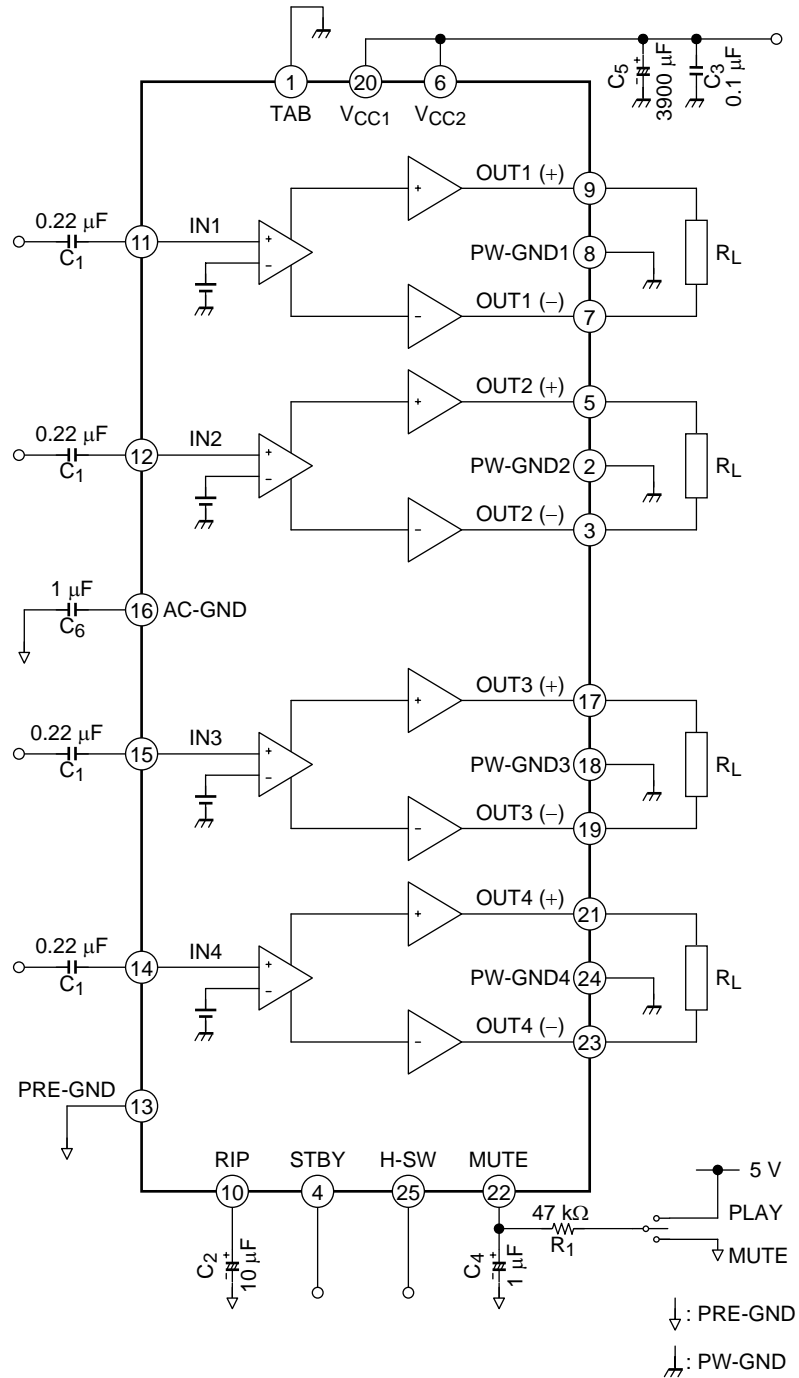 1
20
6
TAB
VCC1
VCC2
C5
3900 µF
C3
0.1 µF
0.22 µF
C1
11
IN1
+
−
+
−
OUT1 (+)
9
PW-GND1
8
OUT1 (−)
7
RL
0.22 µF
C1
12
IN2
+
−
+
−
OUT2 (+)
5
PW-GND2
2
OUT2 (−)
3
RL
1 µF
C6
16
AC-GND
0.22 µF
C1
15
IN3
+
−
+
−
OUT3 (+)
17
PW-GND3
18
OUT3 (−)
19
RL
0.22 µF
C1
14
IN4
+
−
+
−
OUT4 (+)
21
PW-GND4
24
OUT4 (−)
23
RL
PRE-GND
13
RIP
STBY
H-SW
MUTE
10
4
25
22
C2
10 µF
C4
1 µF
47 kΩ
R1
5 V
PLAY
MUTE
: PRE-GND
: PW-GND